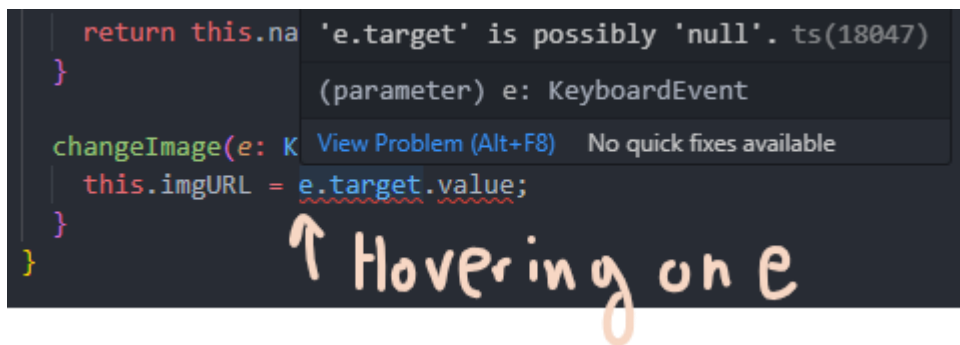 return this.na
'e.target' is possibly 'null'. ts(18047)
}
(parameter) e: KeyboardEvent
changeImage(e: K
View Problem (Alt+F8) No quick fixes available
this.imgURL = e.target.value;
}
}
Hovering on e